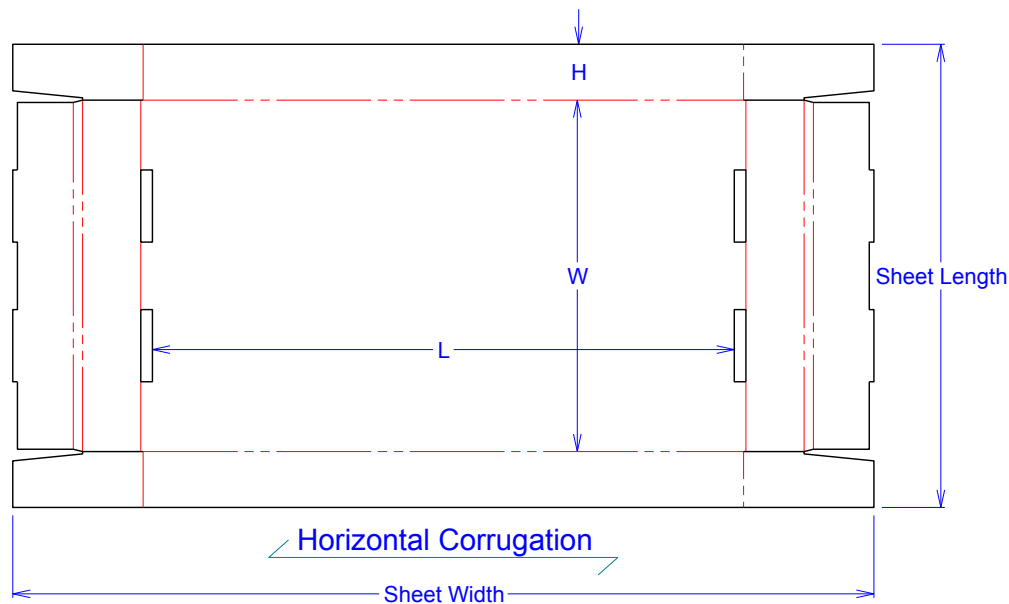 H
W
Sheet Length
L
Horizontal Corrugation
Sheet Width